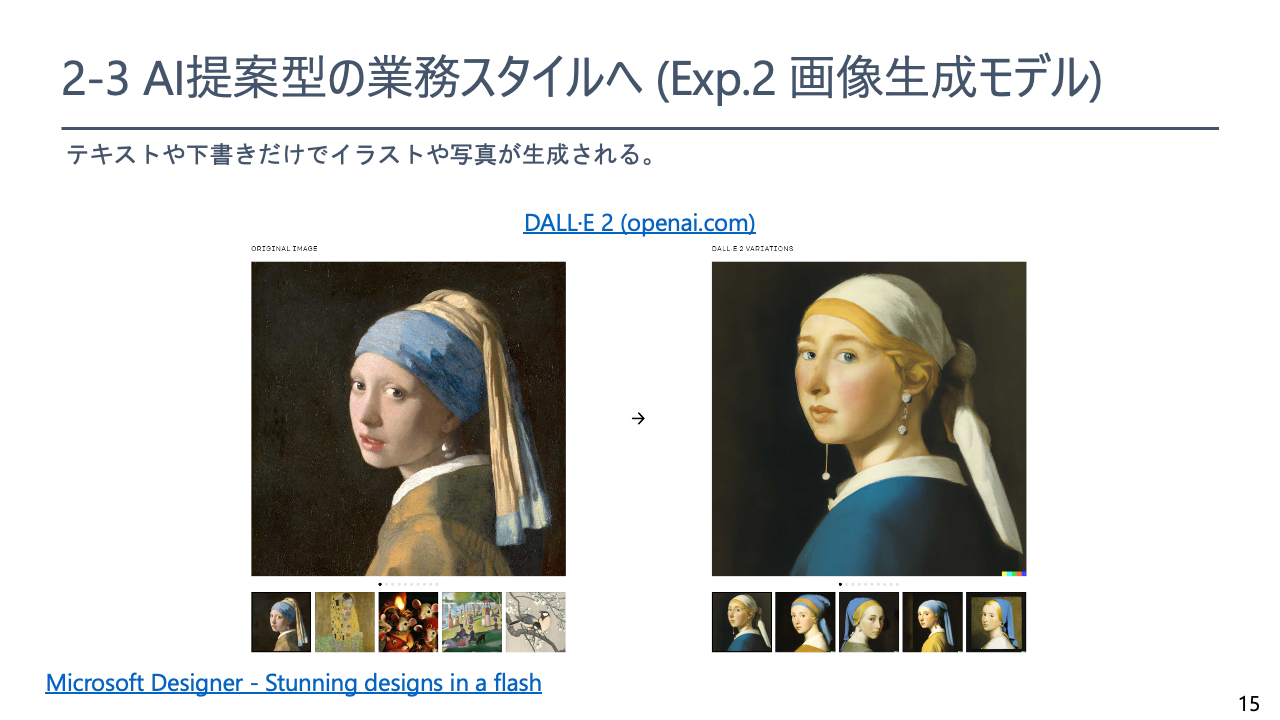 2-3 AI提案型の業務スタイルへ (Exp.2 画像生成モデル)
テキストや下書きだけでイラストや写真が生成される。
DALL·E 2 (openai.com)
ORIGINAL IMAGE
DALL·E 2 VARIATIONS
→
Microsoft Designer - Stunning designs in a flash
15